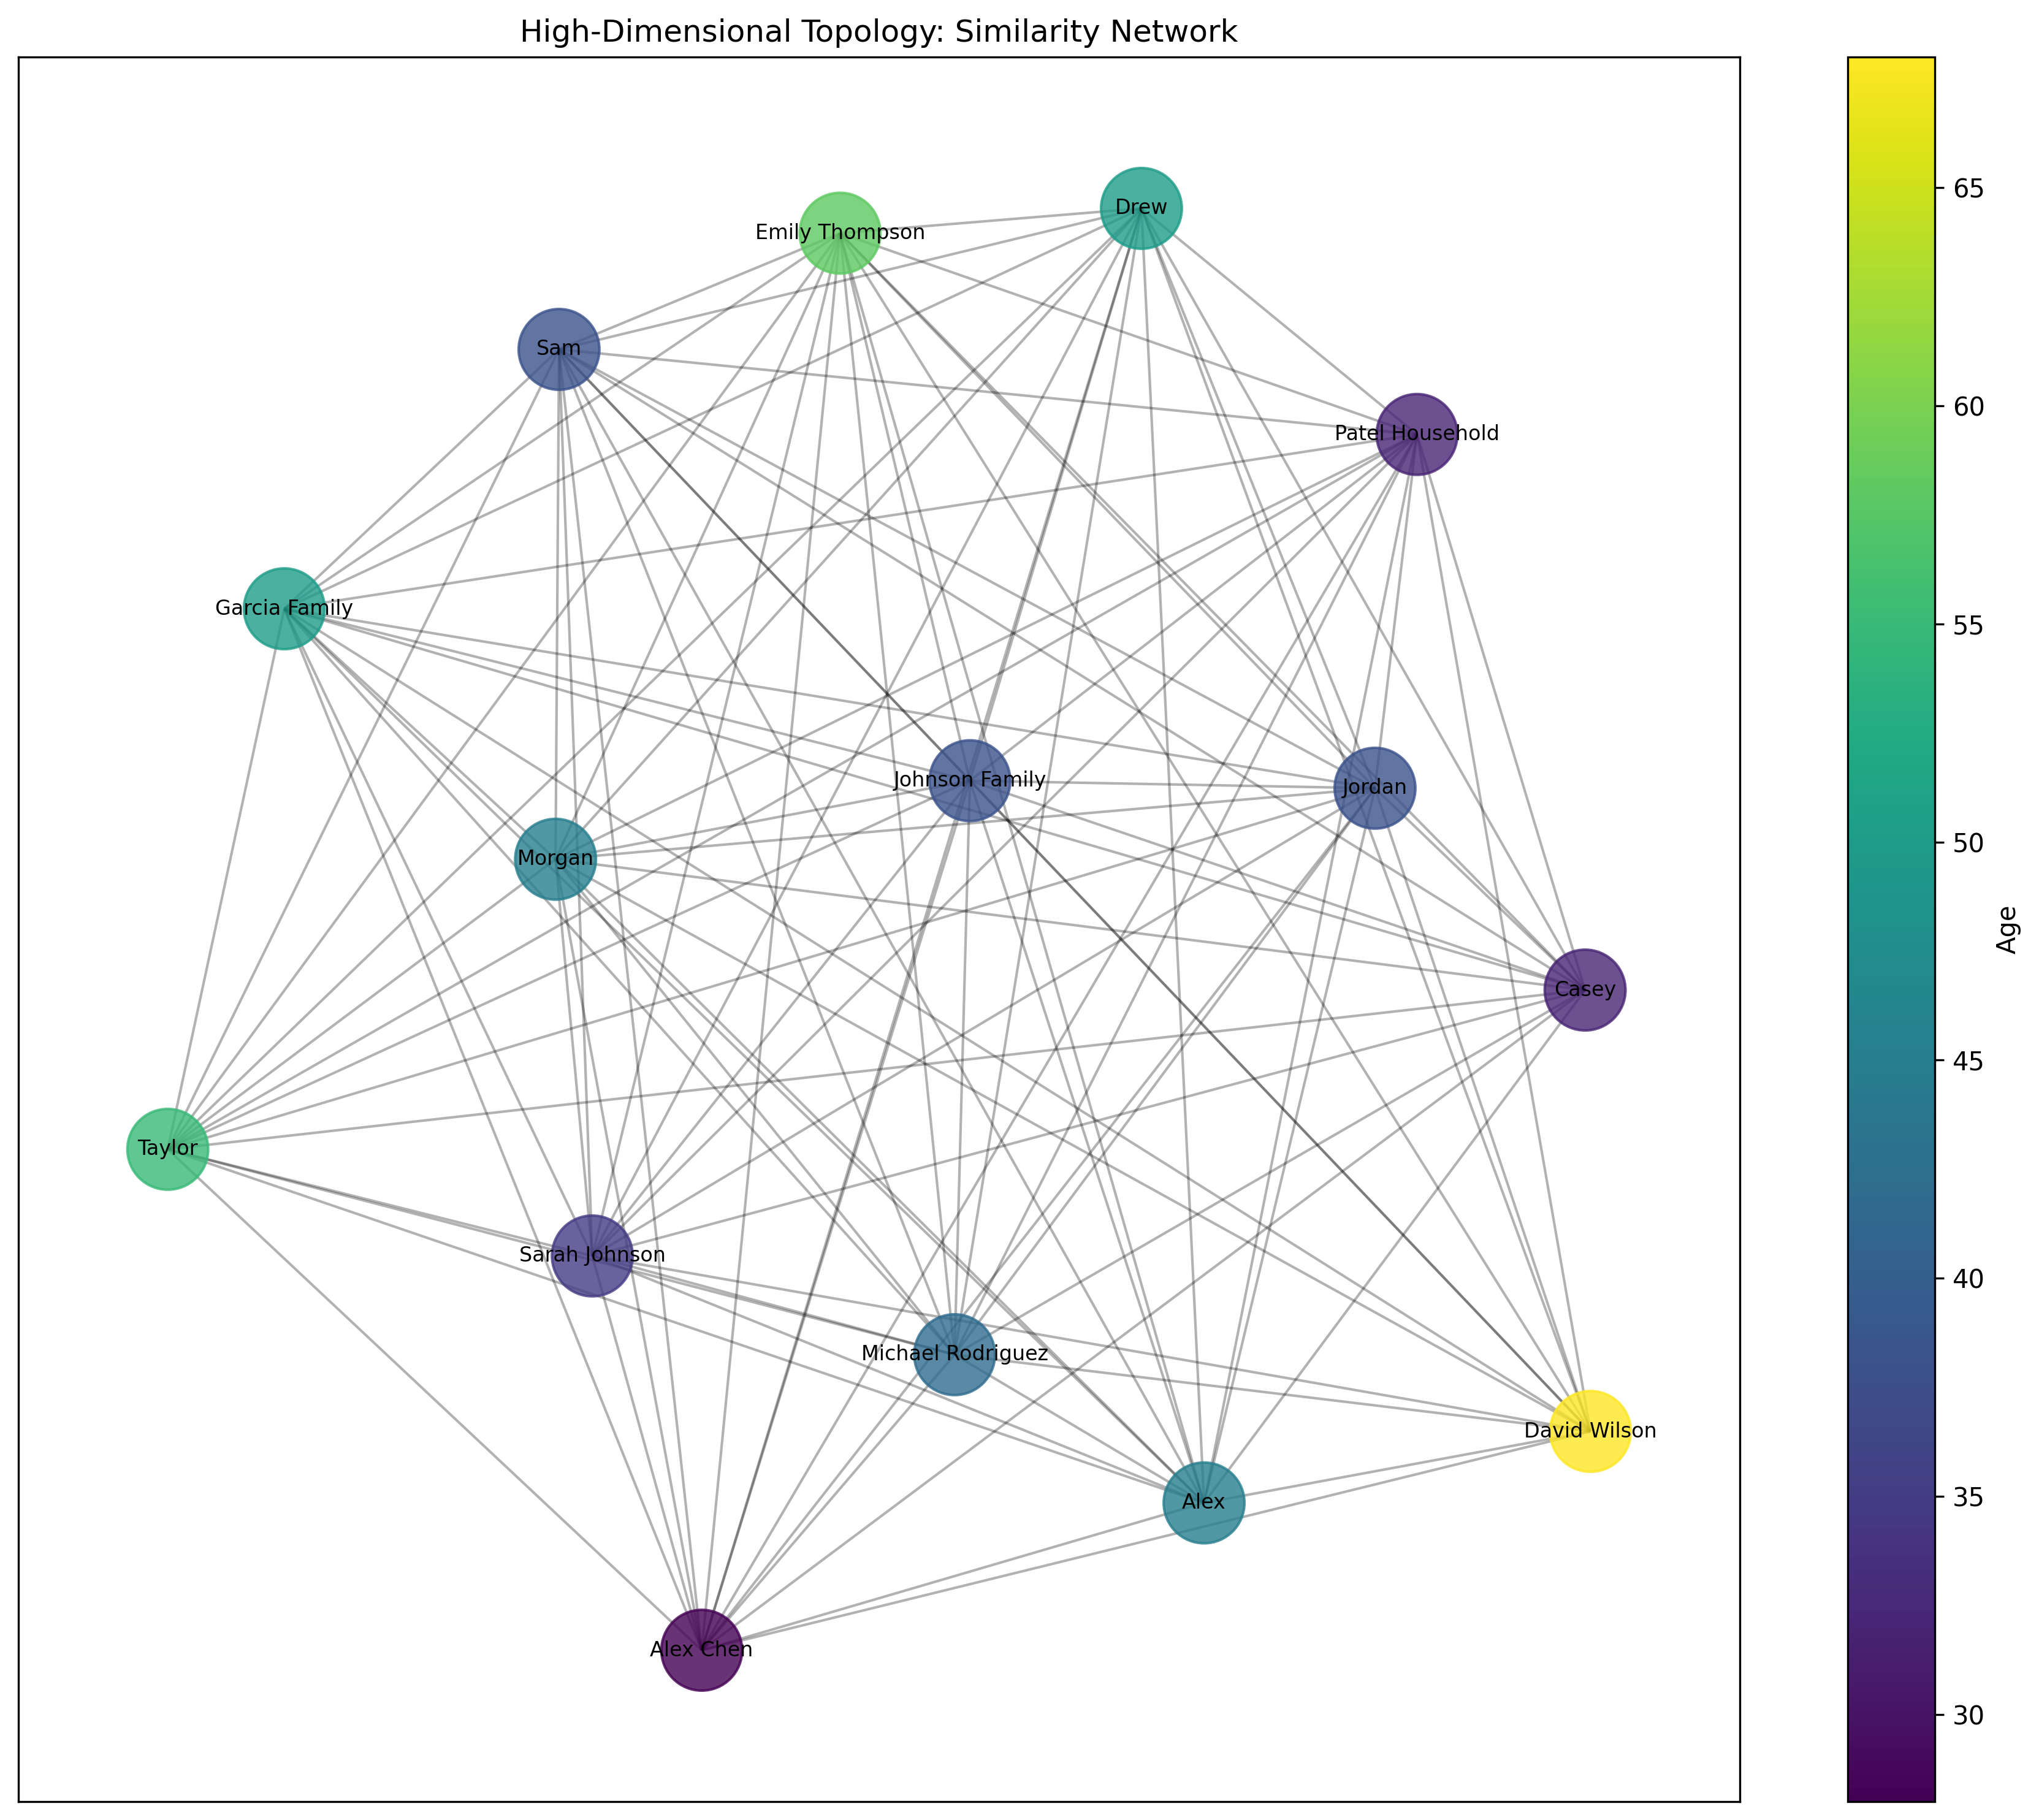 High-Dimensional Topology: Similarity Network
Drew
Emily Thompson
Sam
Patel Household
Garcia Family
Johnson Family
Jordan
Morgan
Casey
Taylor
Sarah Johnson
Michael Rodriguez
David Wilson
Alex
Alex Chen
65
60
55
50
45
40
35
30
Age